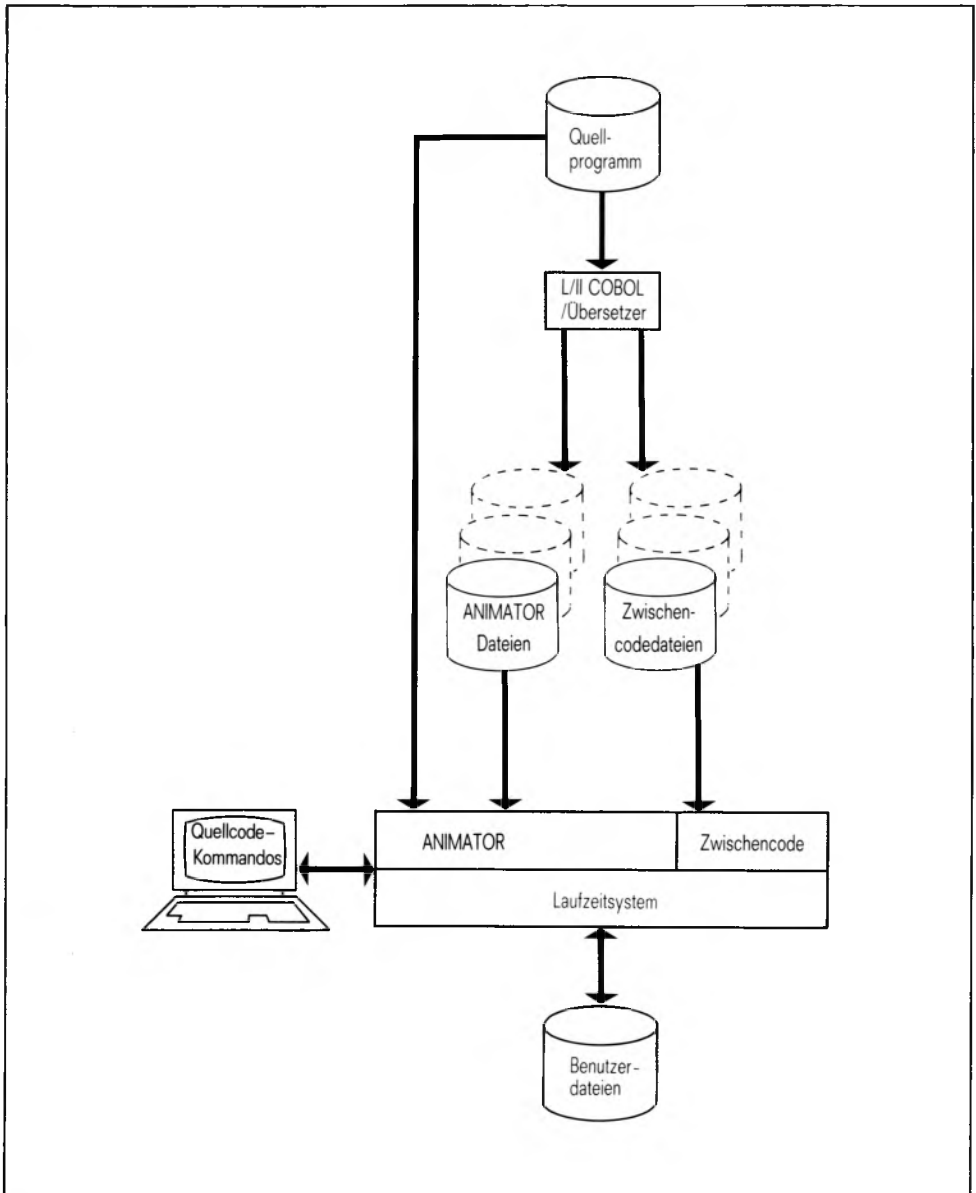 Quell-
programm
L/II COBOL
/Übersetzer
ANIMATOR
Dateien
Zwischen-
codedateien
Quellcode-
Kommandos
ANIMATOR
Zwischencode
Laufzeitsystem
Benutzer-
dateien